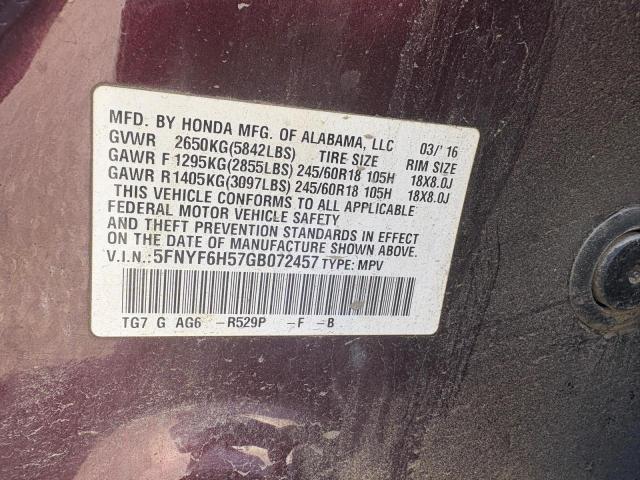 MFD. BY HONDA MFG. OF ALABAMA, LLC 03/'16
GVWR 2650KG(5842LBS) TIRE SIZE RIM SIZE
GAWR F 1295KG(2855LBS) 245/60R18 105H 18X8.0J
GAWR R 1405KG(3097LBS) 245/60R18 105H 18X8.0J
THIS VEHICLE CONFORMS TO ALL APPLICABLE
FEDERAL MOTOR VEHICLE SAFETY
AND THEFT PREVENTION STANDARDS IN EFFECT
ON THE DATE OF MANUFACTURE SHOWN ABOVE.
V.I.N.:5FNYF6H57GB072457 TYPE: MPV
TG7 G AG6 -R529P -F -B